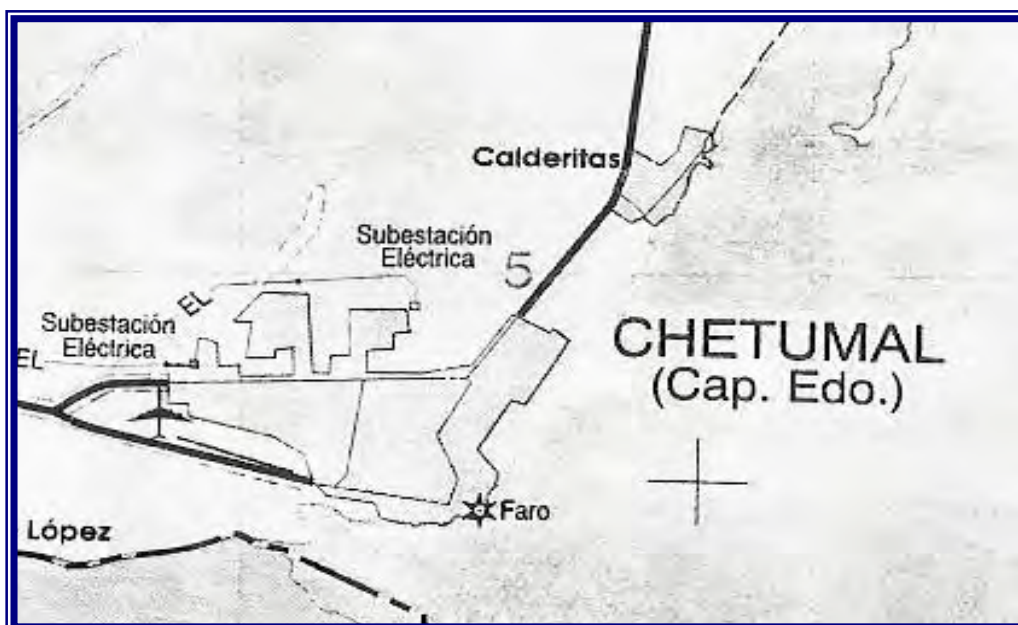 Calderitas
Subestación
Eléctrica
5
EL
Subestación
Eléctrica
EL
CHETUMAL
(Cap. Edo.)
Faro
López